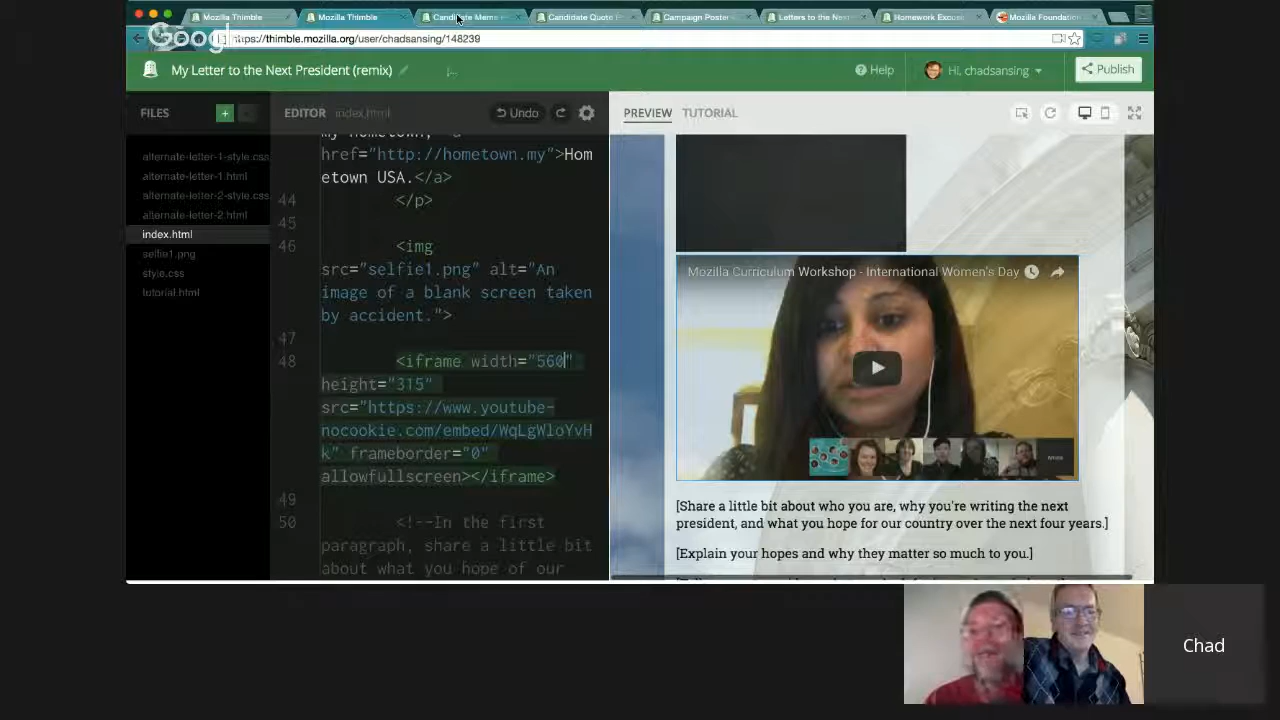 Mozilla Thimble
Mozilla Thimble
Candidate Meme
Candidate Quote
Campaign Poster
Letters to the Next
Homework Excus
Mozilla Foundation
https://thimble.mozilla.org/user/chadsansing/148239
My Letter to the Next President (remix)
Help
Hi, chadsansing
Publish
FILES
EDITOR index.html
Undo
PREVIEW TUTORIAL
alternate-letter-1-style.css
alternate-letter-1.html
alternate-letter-2-style.css
alternate-letter-2.html
index.html
selfie1.png
style.css
tutorial.html
my hometown, <a
href="http://hometown.my">Hom
etown USA.</a>
44 </p>
45
46 <img
src="selfie1.png" alt="An
image of a blank screen taken
by accident.">
47
48 <iframe width="560"
height="315"
src="https://www.youtube-
nocookie.com/embed/WqLgWloYvH
k" frameborder="0"
allowfullscreen></iframe>
49
50 <!--In the first
paragraph, share a little bit
about what you hope of our
Mozilla Curriculum Workshop - International Women's Day
[Share a little bit about who you are, why you're writing the next
president, and what you hope for our country over the next four years.]
[Explain your hopes and why they matter so much to you.]
Chad